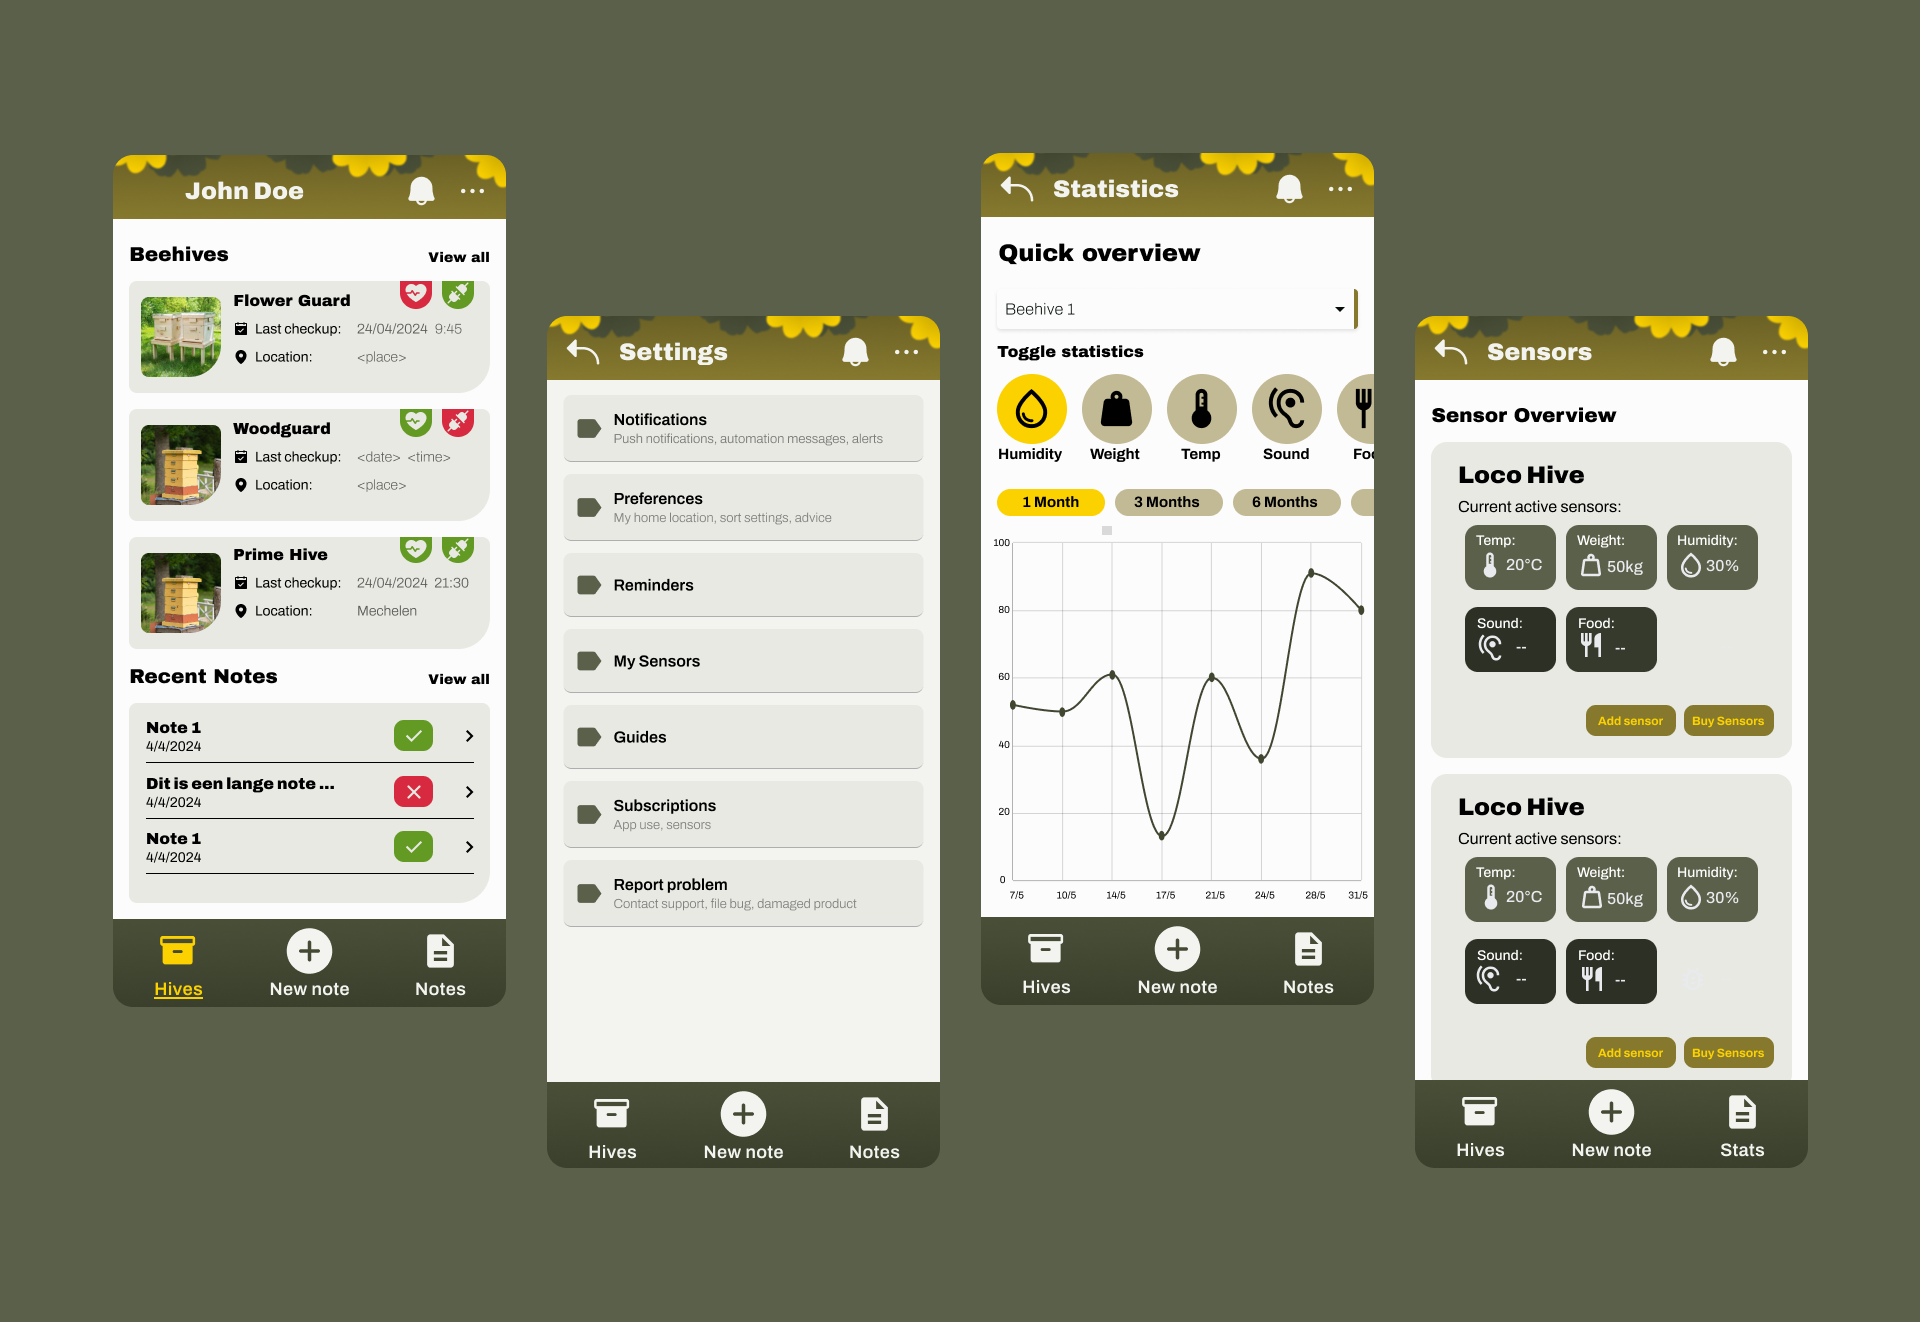 John Doe
Beehives
View all
Flower Guard
Last checkup: 24/04/2024 9:45
Location: <place>
Woodguard
Last checkup: <date> <time>
Location: <place>
Prime Hive
Last checkup: 24/04/2024 21:30
Location: Mechelen
Recent Notes
View all
Note 1
4/4/2024
Dit is een lange note ...
4/4/2024
Note 1
4/4/2024
Hives
New note
Notes
Settings
Notifications
Push notifications, automation messages, alerts
Preferences
My home location, sort settings, advice
Reminders
My Sensors
Guides
Subscriptions
App use, sensors
Report problem
Contact support, file bug, damaged product
Hives
New note
Notes
Statistics
Quick overview
Beehive 1
Toggle statistics
Humidity
Weight
Temp
Sound
Foo
1 Month
3 Months
6 Months
100
80
60
40
20
0
7/5
10/5
14/5
17/5
21/5
24/5
28/5
31/5
Hives
New note
Notes
Sensors
Sensor Overview
Loco Hive
Current active sensors:
Temp:
20°C
Weight:
50kg
Humidity:
30%
Sound:
--
Food:
--
Add sensor
Buy Sensors
Loco Hive
Current active sensors:
Temp:
20°C
Weight:
50kg
Humidity:
30%
Sound:
--
Food:
--
Add sensor
Buy Sensors
Hives
New note
Stats